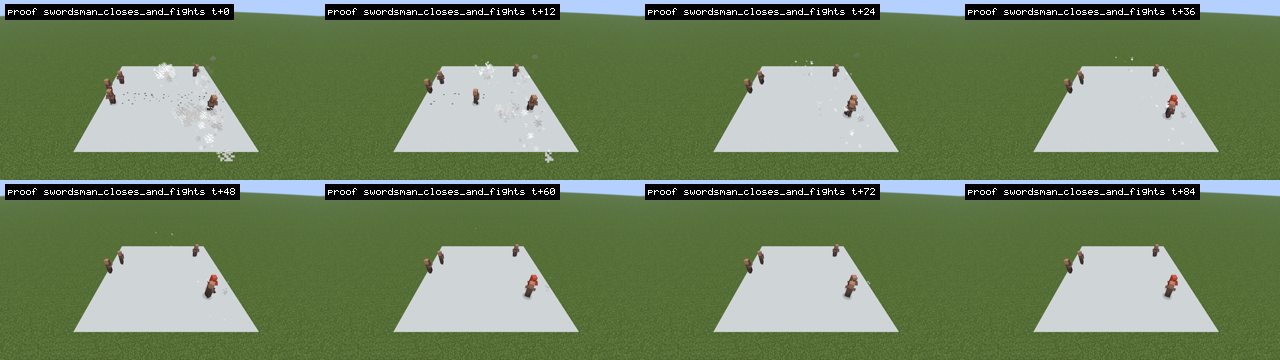 proof swordsman_closes_and_fights t+0
proof swordsman_closes_and_fights t+12
proof swordsman_closes_and_fights t+24
proof swordsman_closes_and_fights t+36
proof swordsman_closes_and_fights t+48
proof swordsman_closes_and_fights t+60
proof swordsman_closes_and_fights t+72
proof swordsman_closes_and_fights t+84